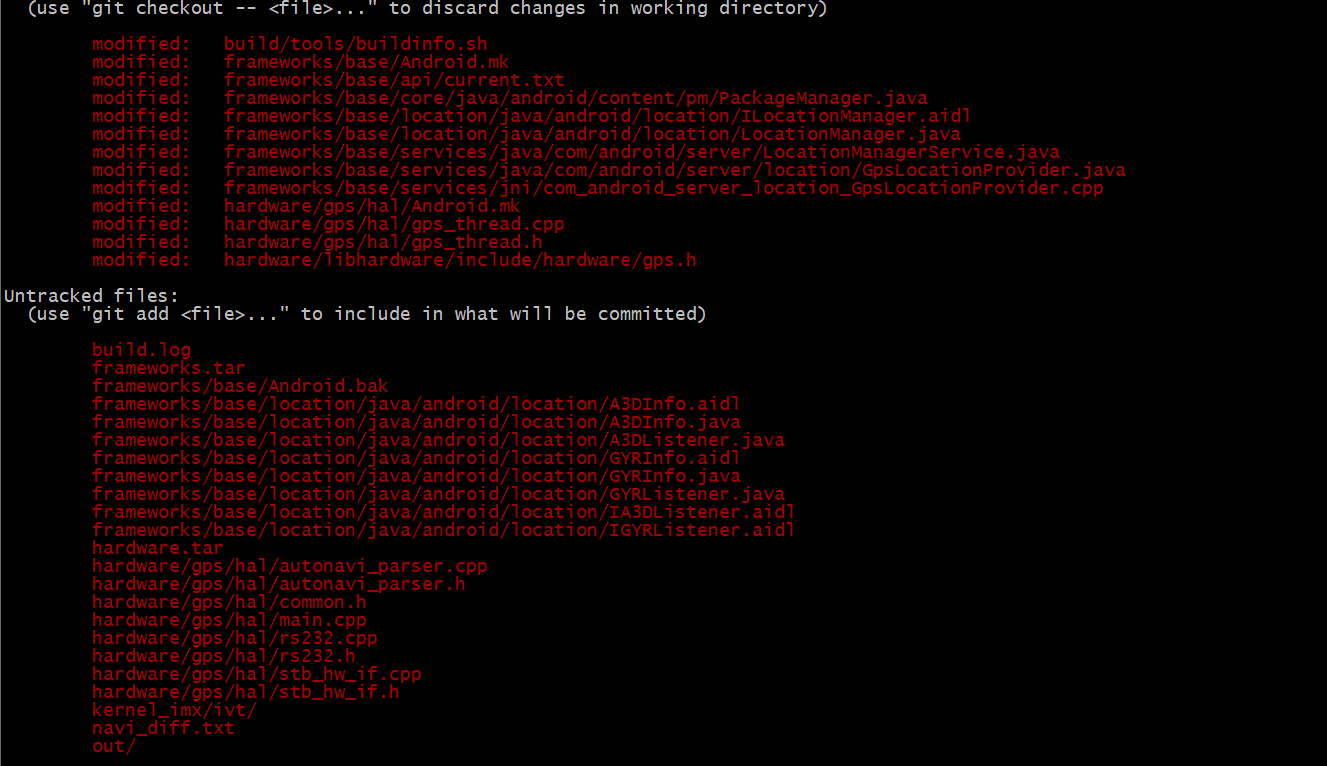 (use "git checkout -- <file>..." to discard changes in working directory)
modified:   build/tools/buildinfo.sh
modified:   frameworks/base/Android.mk
modified:   frameworks/base/api/current.txt
modified:   frameworks/base/core/java/android/content/pm/PackageManager.java
modified:   frameworks/base/location/java/android/location/ILocationManager.aidl
modified:   frameworks/base/location/java/android/location/LocationManager.java
modified:   frameworks/base/services/java/com/android/server/LocationManagerService.java
modified:   frameworks/base/services/java/com/android/server/location/GpsLocationProvider.java
modified:   frameworks/base/services/jni/com_android_server_location_GpsLocationProvider.cpp
modified:   hardware/gps/hal/Android.mk
modified:   hardware/gps/hal/gps_thread.cpp
modified:   hardware/gps/hal/gps_thread.h
modified:   hardware/libhardware/include/hardware/gps.h
Untracked files:
(use "git add <file>..." to include in what will be committed)
build.log
frameworks.tar
frameworks/base/Android.bak
frameworks/base/location/java/android/location/A3DInfo.aidl
frameworks/base/location/java/android/location/A3DInfo.java
frameworks/base/location/java/android/location/A3DListener.java
frameworks/base/location/java/android/location/GYRInfo.aidl
frameworks/base/location/java/android/location/GYRInfo.java
frameworks/base/location/java/android/location/GYRListener.java
frameworks/base/location/java/android/location/IA3DListener.aidl
frameworks/base/location/java/android/location/IGYRListener.aidl
hardware.tar
hardware/gps/hal/autonavi_parser.cpp
hardware/gps/hal/autonavi_parser.h
hardware/gps/hal/common.h
hardware/gps/hal/main.cpp
hardware/gps/hal/rs232.cpp
hardware/gps/hal/rs232.h
hardware/gps/hal/stb_hw_if.cpp
hardware/gps/hal/stb_hw_if.h
kernel_imx/ivt/
navi_diff.txt
out/